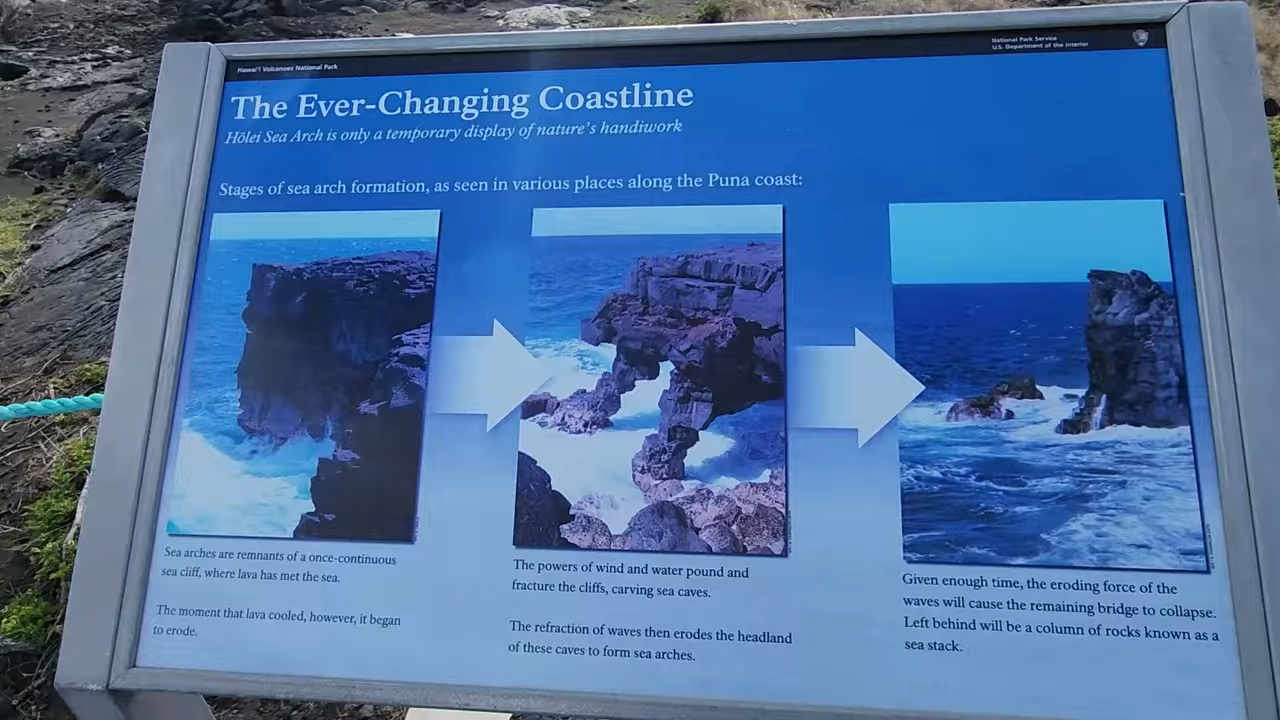 Hawai'i Volcanoes National Park
National Park Service
U.S. Department of the Interior
The Ever-Changing Coastline
Hōlei Sea Arch is only a temporary display of nature's handiwork
Stages of sea arch formation, as seen in various places along the Puna coast:
Sea arches are remnants of a once-continuous
sea cliff, where lava has met the sea.
The moment that lava cooled, however, it began
to erode.
The powers of wind and water pound and
fracture the cliffs, carving sea caves.
The refraction of waves then erodes the headland
of these caves to form sea arches.
Given enough time, the eroding force of the
waves will cause the remaining bridge to collapse.
Left behind will be a column of rocks known as a
sea stack.